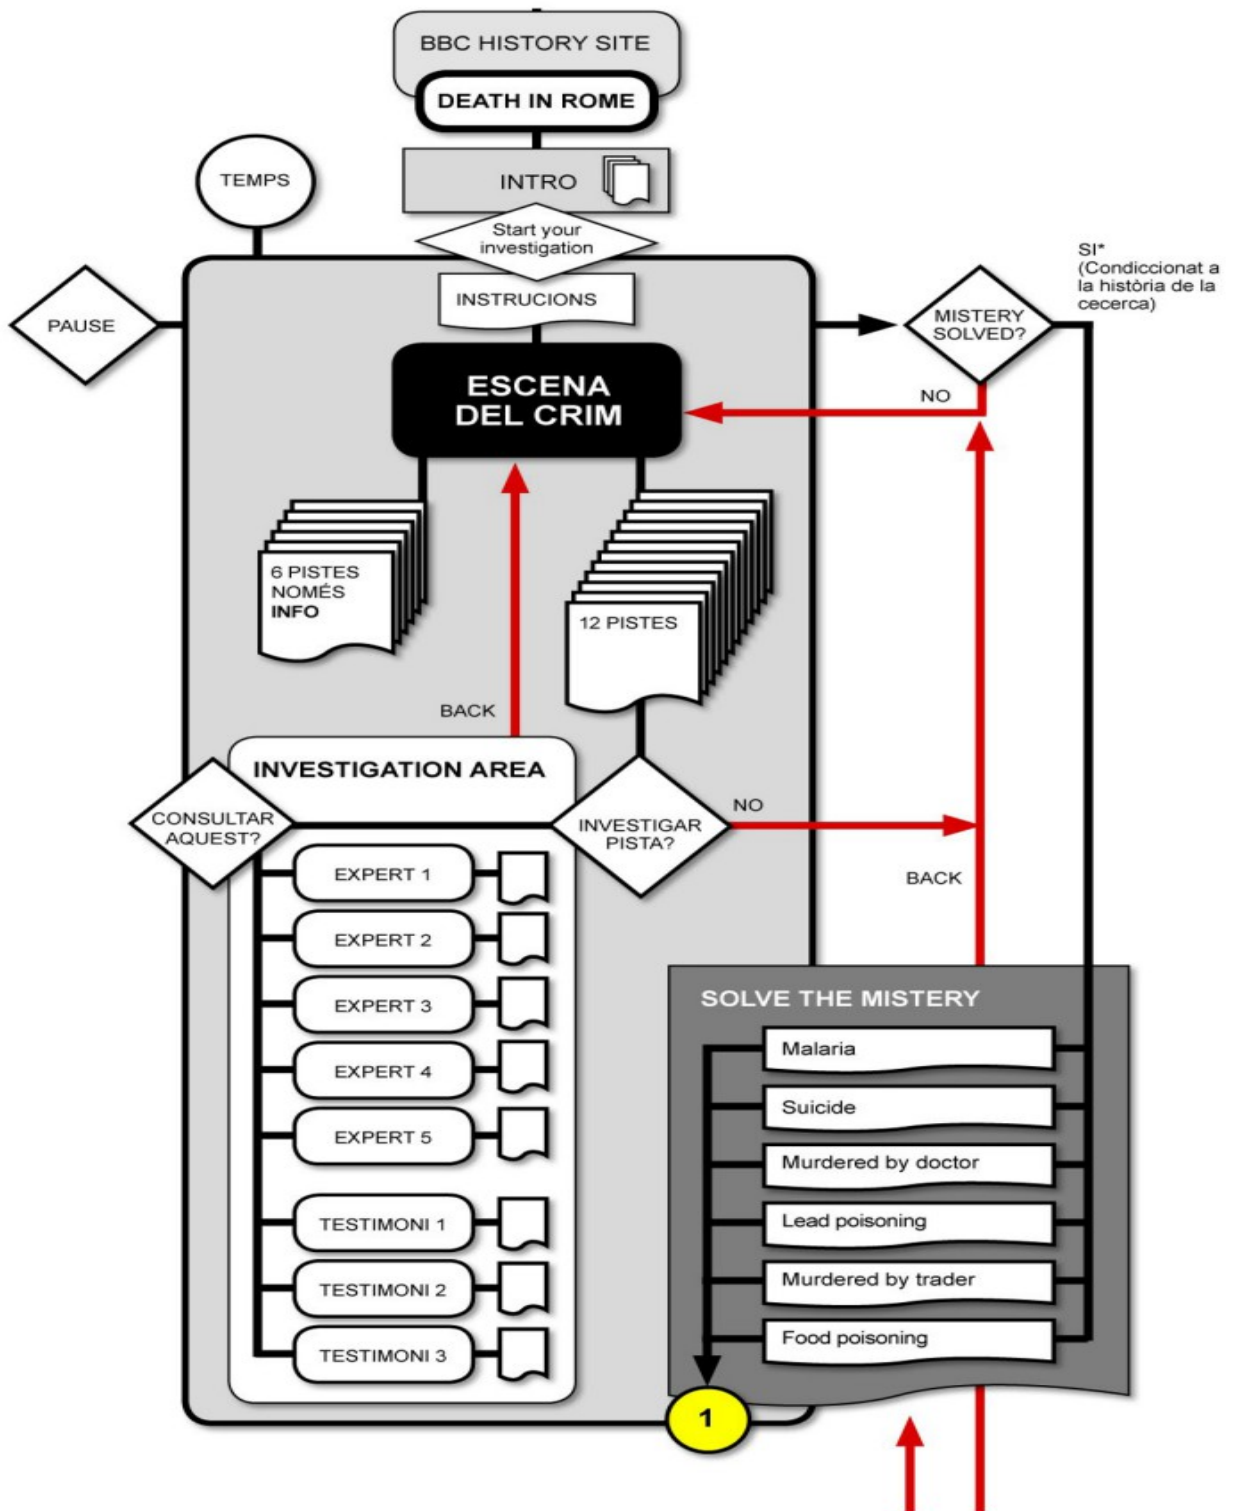 BBC HISTORY SITE
DEATH IN ROME
TEMPS
INTRO
Start your
investigation
INSTRUCIONS
PAUSE
ESCENA
DEL CRIM
MISTERY
SOLVED?
SI*
(Condiccionat a
la història de la
cecerca)
NO
6 PISTES
NOMÉS
INFO
12 PISTES
BACK
INVESTIGATION AREA
CONSULTAR
AQUEST?
INVESTIGAR
PISTA?
NO
BACK
EXPERT 1
EXPERT 2
EXPERT 3
EXPERT 4
EXPERT 5
TESTIMONI 1
TESTIMONI 2
TESTIMONI 3
SOLVE THE MISTERY
Malaria
Suicide
Murdered by doctor
Lead poisoning
Murdered by trader
Food poisoning
1